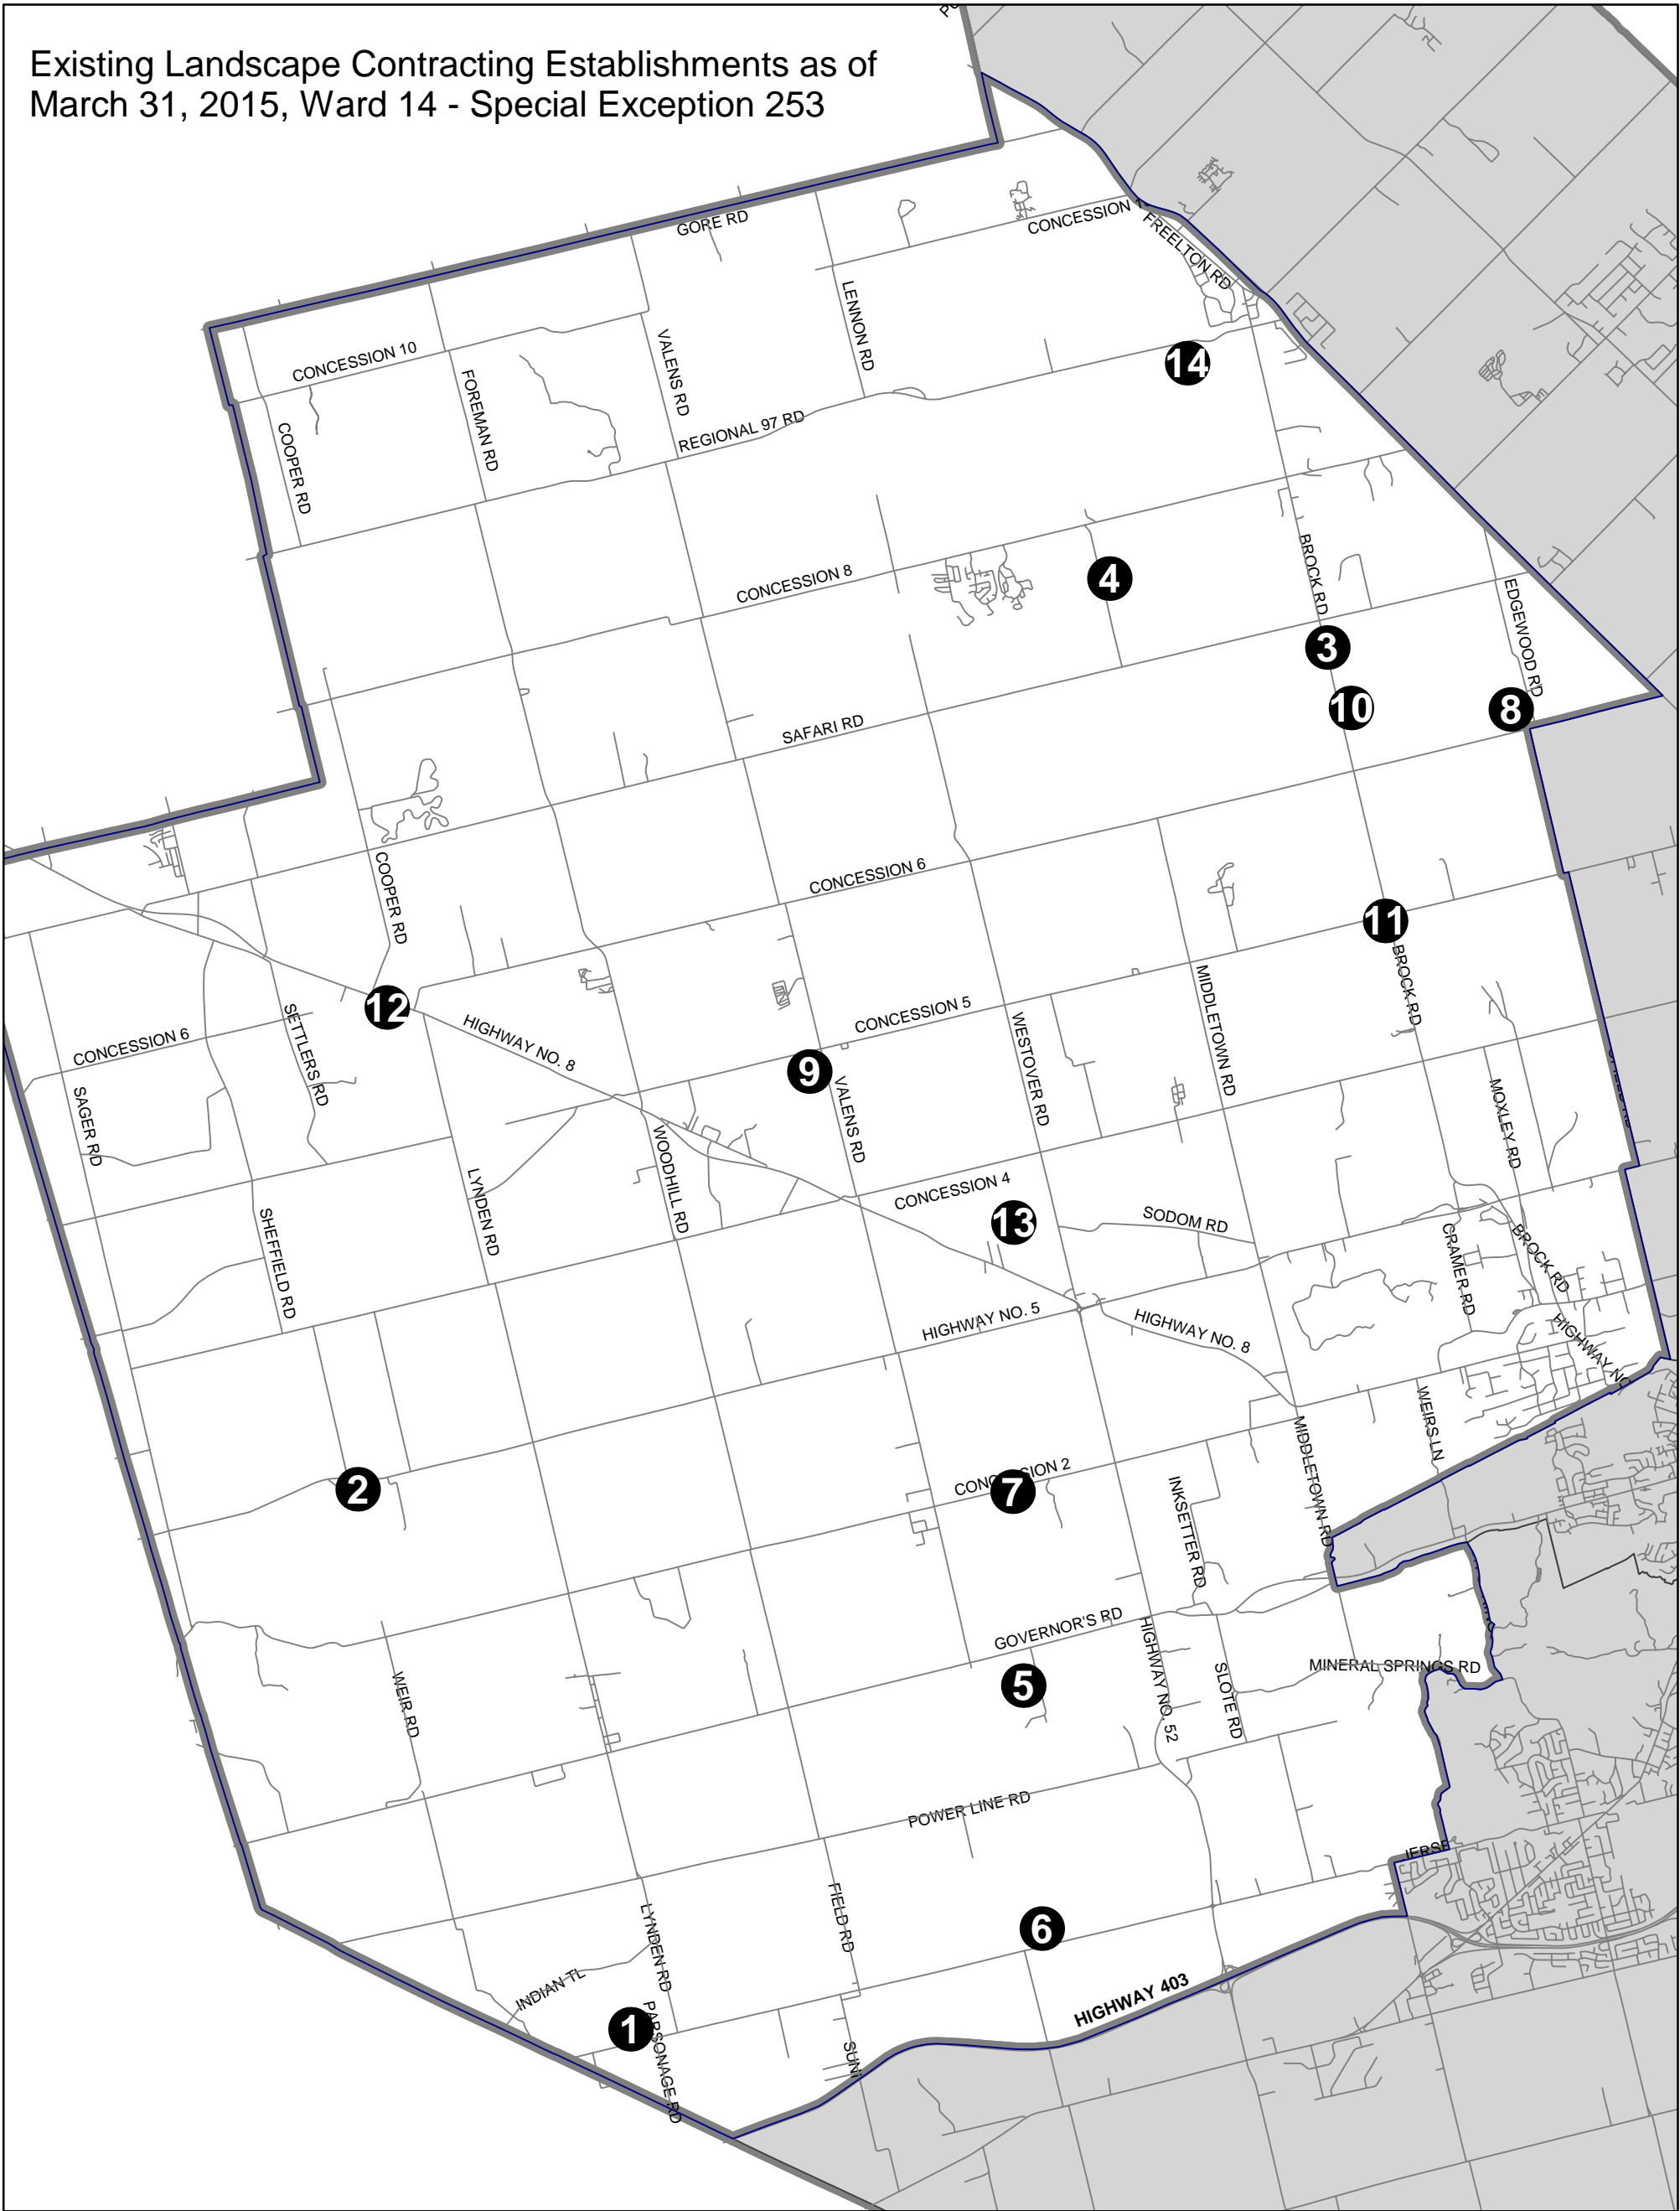 Existing Landscape Contracting Establishments as of
March 31, 2015, Ward 14 - Special Exception 253
GORE RD
CONCESSION
FREELTON RD
LENNON RD
VALENS RD
CONCESSION 10
FOREMAN RD
COOPER RD
REGIONAL 97 RD
14
CONCESSION 8
4
BROCK RD
3
EDGEWOOD RD
10
8
SAFARI RD
COOPER RD
CONCESSION 6
11
BROCK RD
12
HIGHWAY NO. 8
CONCESSION 5
MIDDLETOWN RD
WESTOVER RD
SETTLERS RD
CONCESSION 6
SAGER RD
9
VALENS RD
MOXLEY RD
WOODHILL RD
LYNDEN RD
CONCESSION 4
13
SODOM RD
SHEFFIELD RD
CRAMER RD
BROCK RD
HIGHWAY NO. 5
HIGHWAY NO. 8
HIGHWAY NO
WEIRS LN
MIDDLETOWN RD
2
CONCESSION 2
7
INKSETTER RD
GOVERNOR'S RD
HIGHWAY NO. 52
5
SLOTE RD
MINERAL SPRINGS RD
WEIR RD
POWER LINE RD
JERSE
FIELD RD
6
LYNDEN RD
INDIAN TL
HIGHWAY 403
1
PARSONAGE RD
SUN